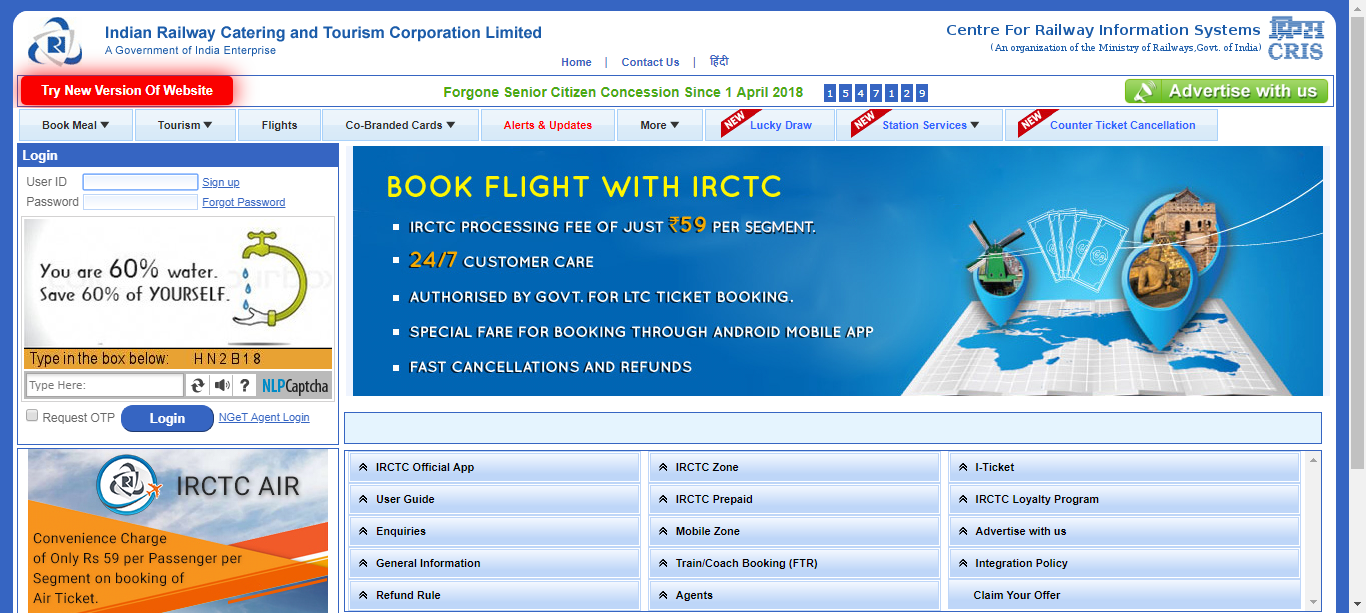 Indian Railway Catering and Tourism Corporation Limited
A Government of India Enterprise
Centre For Railway Information Systems
(An organization of the Ministry of Railways,Govt. of India)
CRIS
Home | Contact Us | हिंदी
Try New Version Of Website
Forgone Senior Citizen Concession Since 1 April 2018 1 5 4 7 1 2 9
Advertise with us
Book Meal Tourism Flights Co-Branded Cards Alerts & Updates More NEW Lucky Draw NEW Station Services NEW Counter Ticket Cancellation
Login
User ID Sign up
Password Forgot Password
You are 60% water.
Save 60% of YOURSELF.
Type in the box below: H N 2 B 1 8
Type Here: ? NLPCaptcha
Request OTP Login NGeT Agent Login
BOOK FLIGHT WITH IRCTC
IRCTC PROCESSING FEE OF JUST ₹59 PER SEGMENT.
24/7 CUSTOMER CARE
AUTHORISED BY GOVT. FOR LTC TICKET BOOKING.
SPECIAL FARE FOR BOOKING THROUGH ANDROID MOBILE APP
FAST CANCELLATIONS AND REFUNDS
IRCTC AIR
Convenience Charge
of Only Rs 59 per Passenger per
Segment on booking of
Air Ticket.
IRCTC Official App IRCTC Zone I-Ticket
User Guide IRCTC Prepaid IRCTC Loyalty Program
Enquiries Mobile Zone Advertise with us
General Information Train/Coach Booking (FTR) Integration Policy
Refund Rule Agents Claim Your Offer